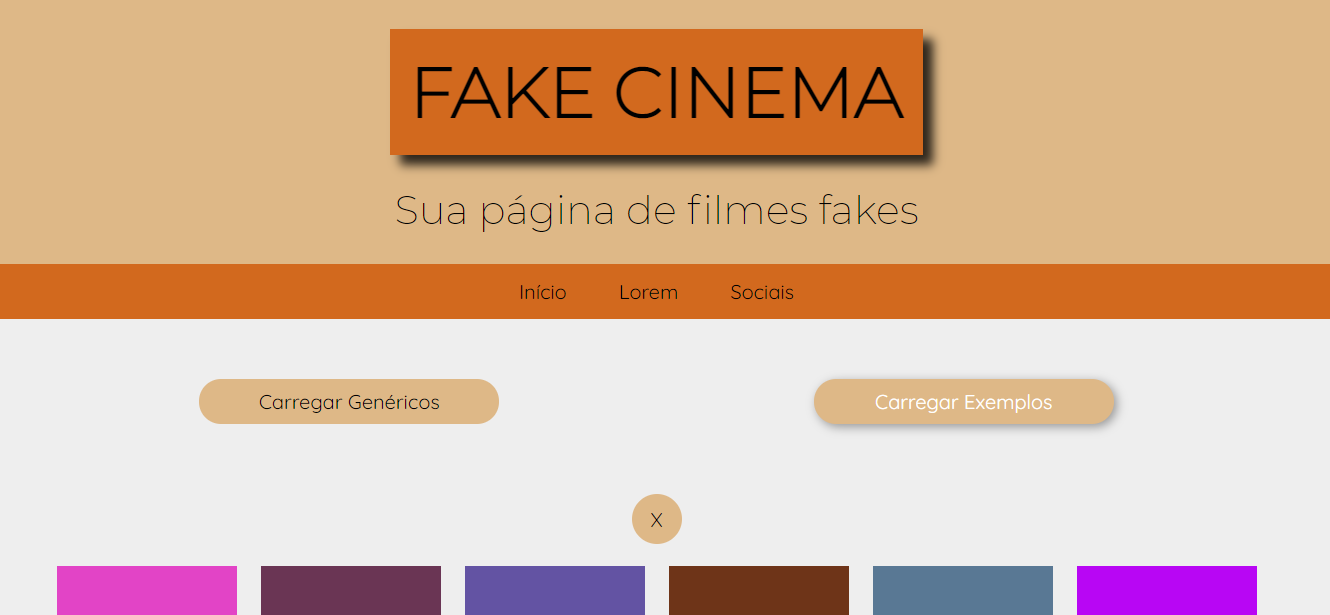 FAKE CINEMA
Sua página de filmes fakes
Início Lorem Sociais
Carregar Genéricos Carregar Exemplos
X